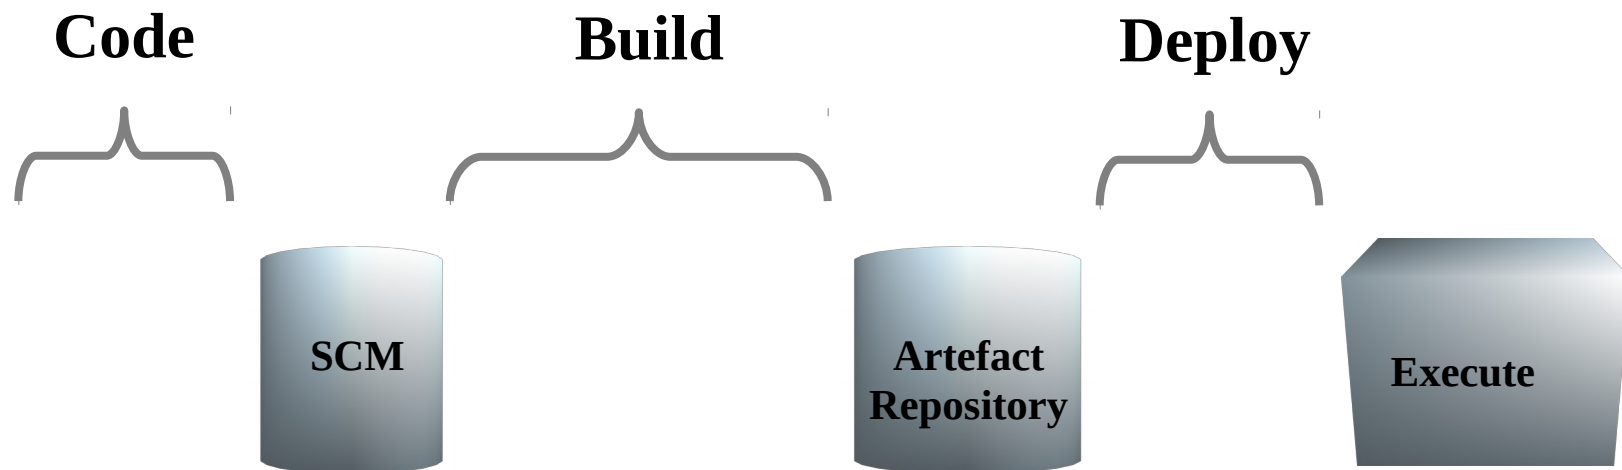 Code
Build
Deploy
SCM
Artefact
Repository
Execute